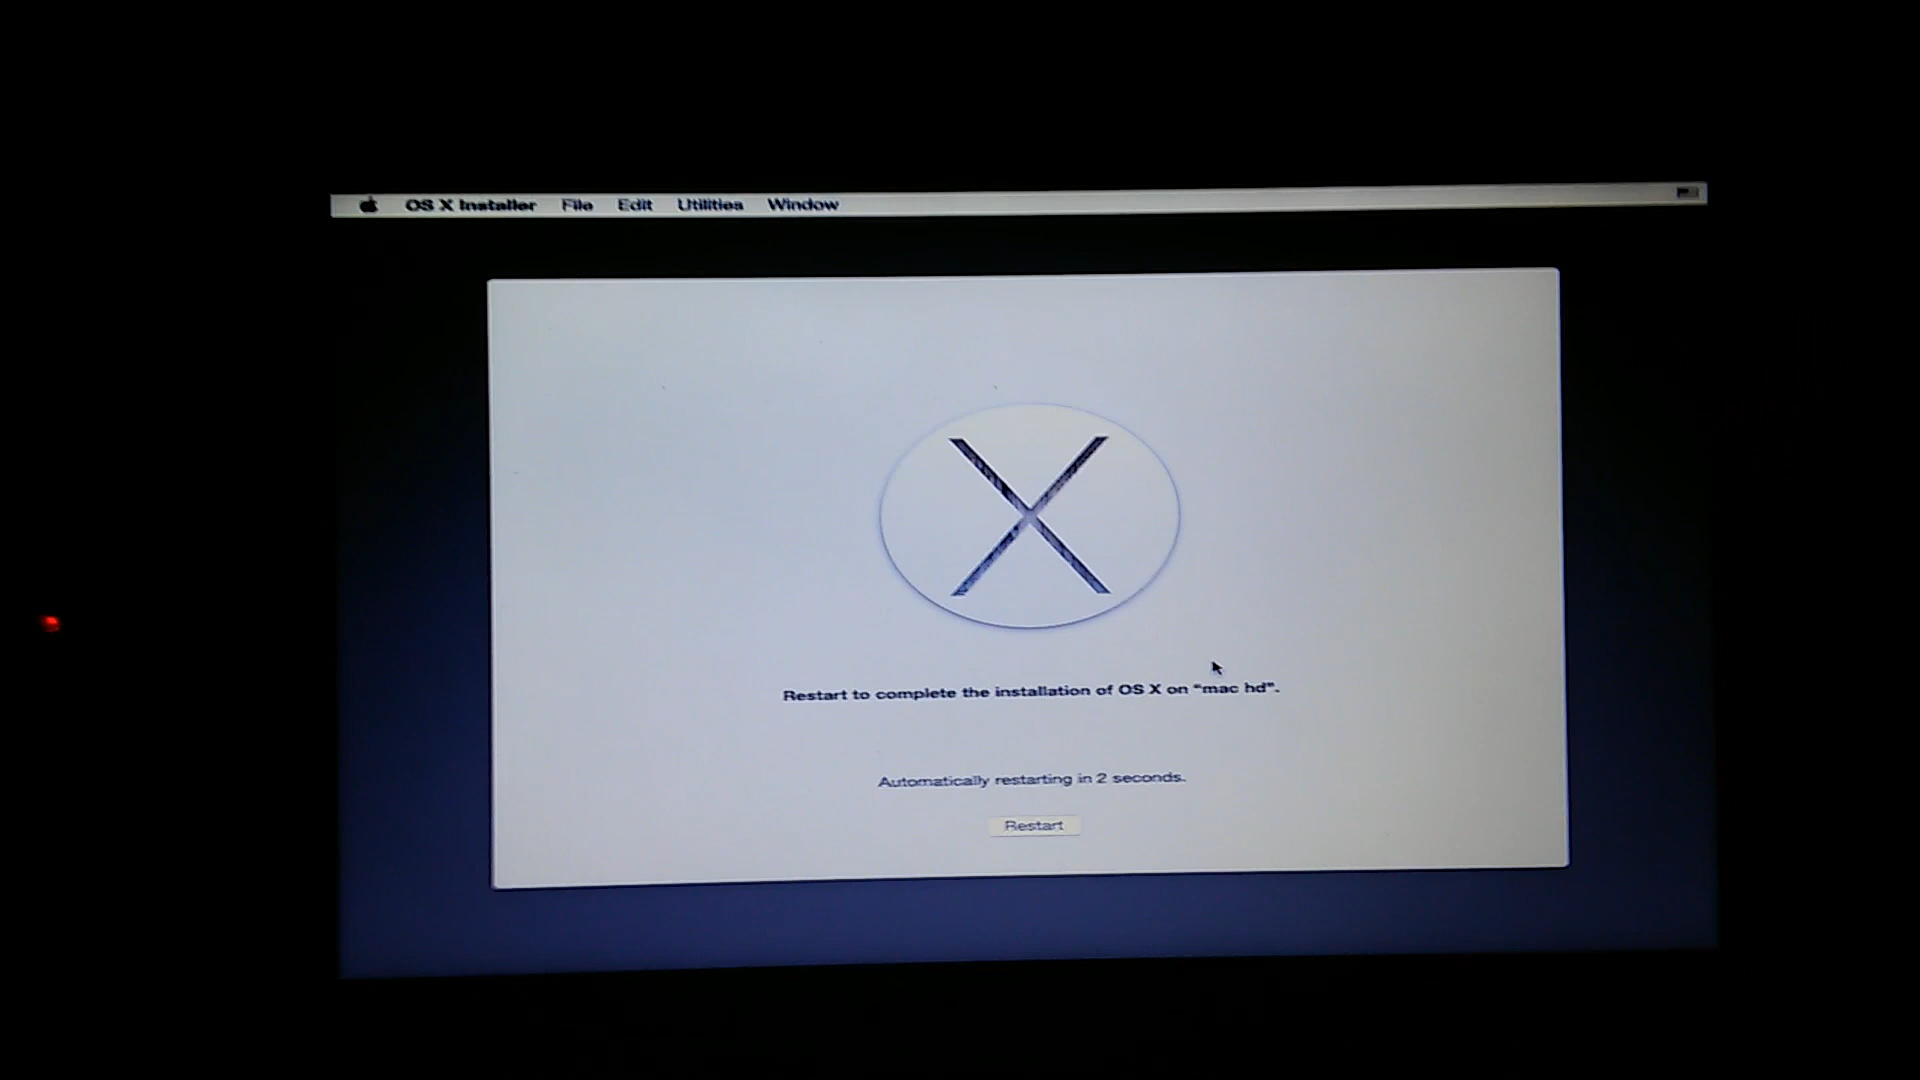 OS X Installer File Edit Utilities Window
X
Restart to complete the installation of OS X on “mac hd”.
Automatically restarting in 2 seconds.
Restart